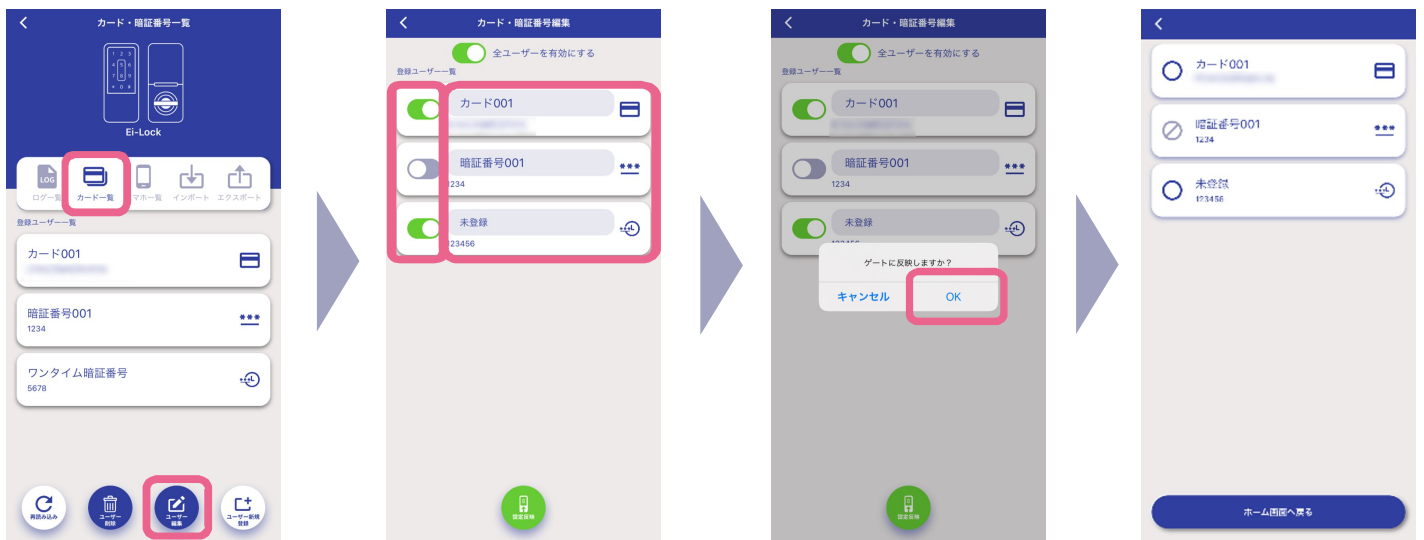 カード・暗証番号一覧
1 2 3
4 5 6
7 8 9
* 0 #
Ei-Lock
LOG
ログ一覧
カード一覧
マホ一覧
インポート
エクスポート
登録ユーザー一覧
カード001
暗証番号001
1234
ワンタイム暗証番号
5678
再読み込み
ユーザー
削除
ユーザー
編集
ユーザー新規
登録
カード・暗証番号編集
全ユーザーを有効にする
登録ユーザー一覧
カード001
暗証番号001
1234
未登録
123456
設定反映
カード・暗証番号編集
全ユーザーを有効にする
登録ユーザー一覧
カード001
暗証番号001
1234
未登録
123456
ゲートに反映しますか？
キャンセル
OK
設定反映
カード001
暗証番号001
1234
未登録
123456
ホーム画面へ戻る